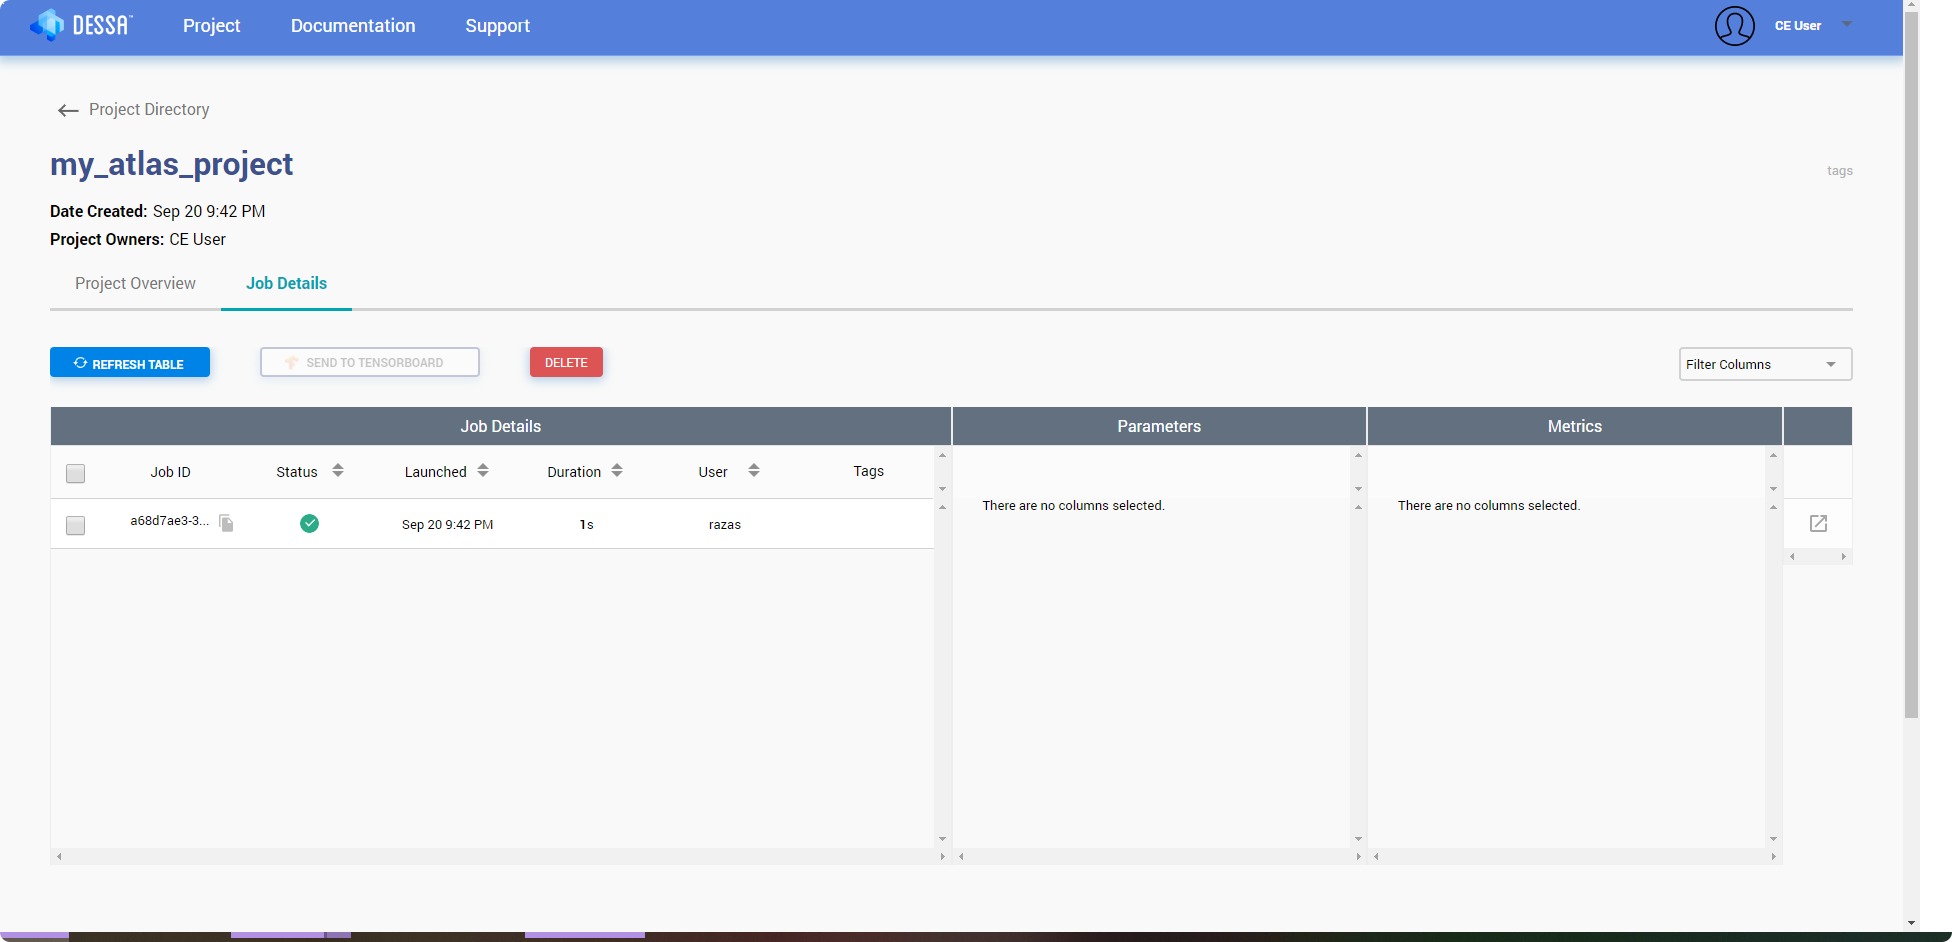 DESSA™ Project Documentation Support CE User
Project Directory
my_atlas_project
tags
Date Created: Sep 20 9:42 PM
Project Owners: CE User
Project Overview Job Details
REFRESH TABLE SEND TO TENSORBOARD DELETE Filter Columns
Job Details Parameters Metrics
Job ID Status Launched Duration User Tags
There are no columns selected. There are no columns selected.
a68d7ae3-3... Sep 20 9:42 PM 1s razas